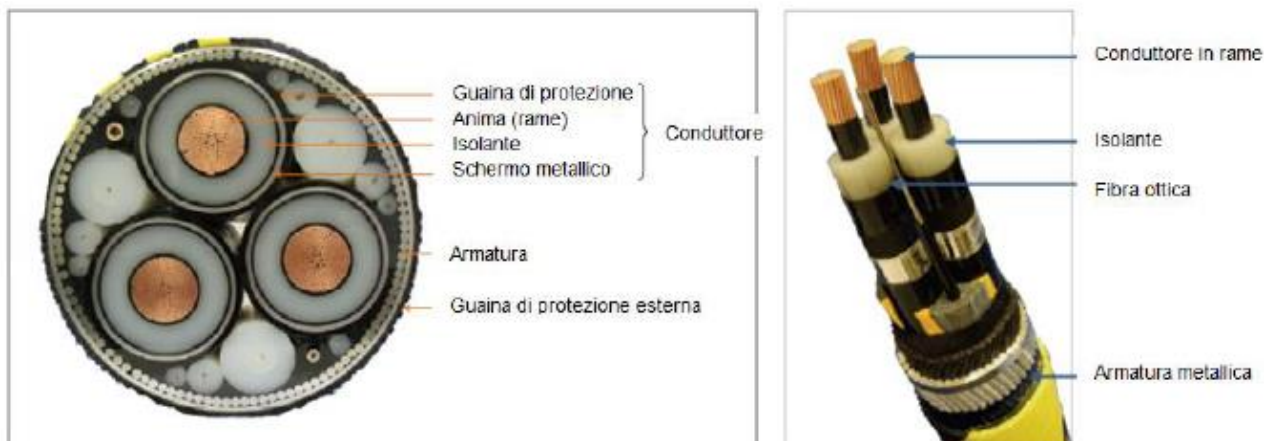 Guaina di protezione
Anima (rame)
Isolante
Schermo metallico
Conduttore
Armatura
Guaina di protezione esterna
Conduttore in rame
Isolante
Fibra ottica
Armatura metallica